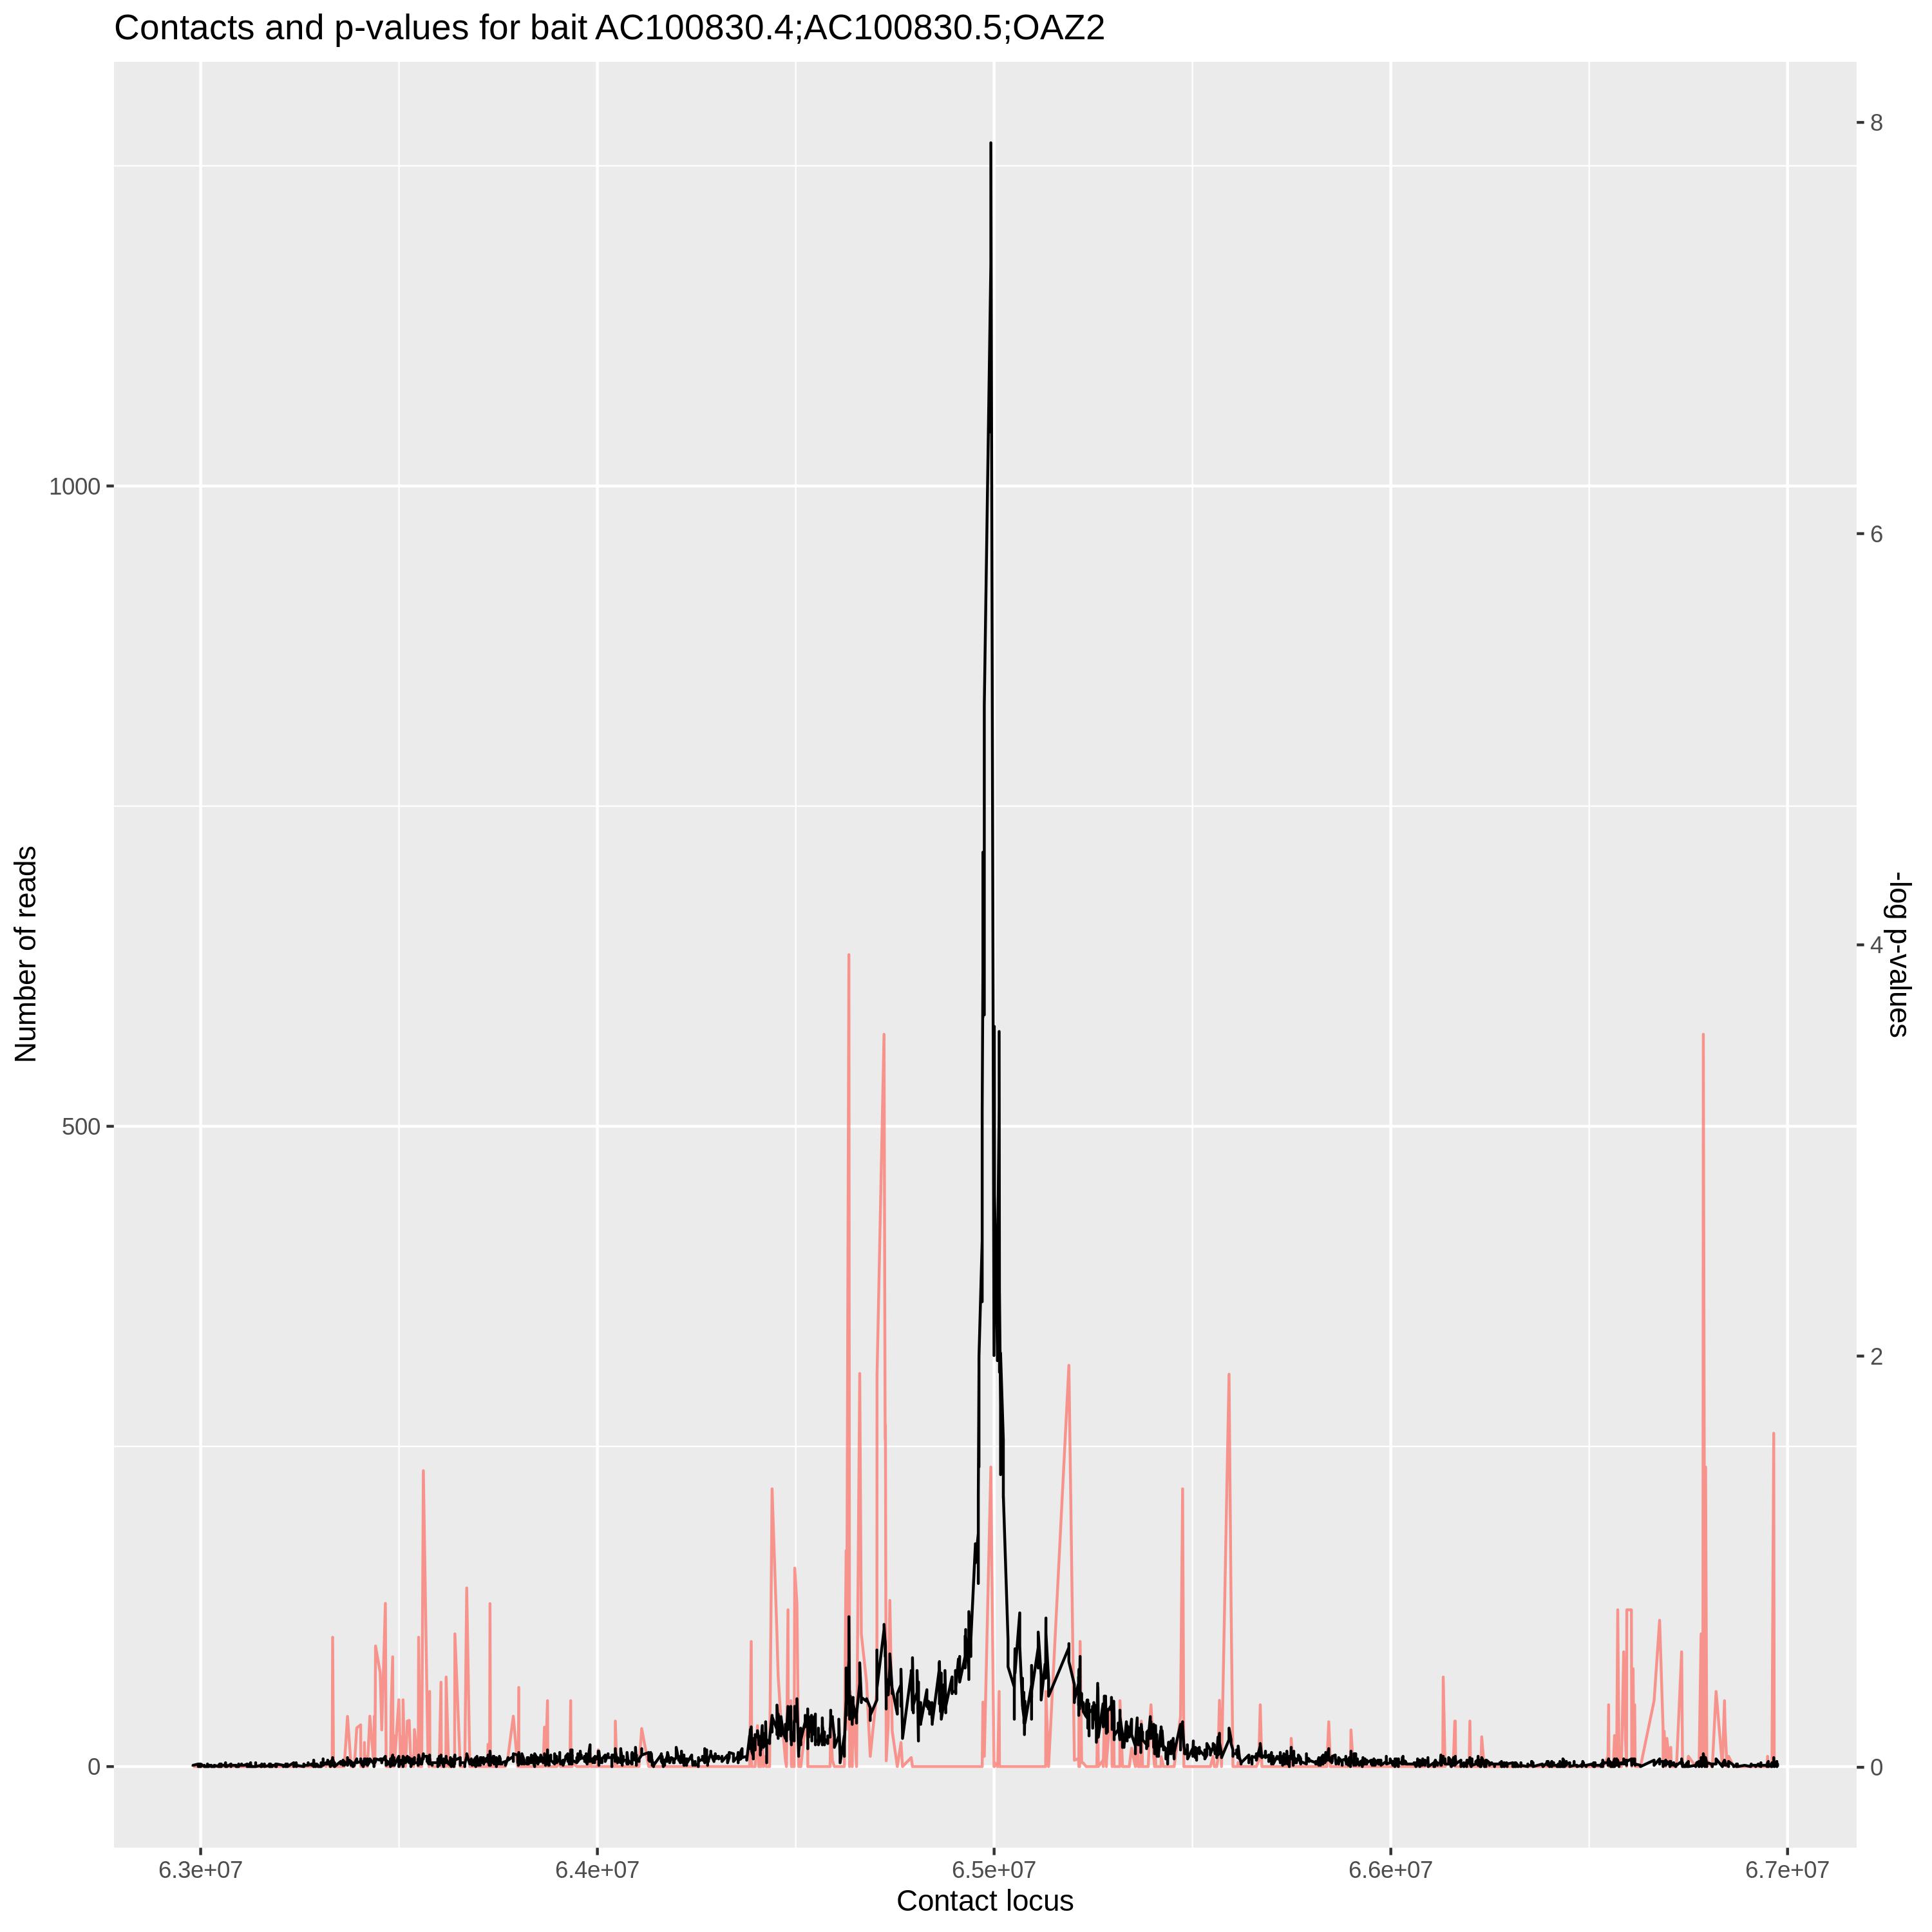 Contacts and p-values for bait AC100830.4;AC100830.5;OAZ2
Number of reads
1000
500
0
8
6
4
2
0
-log p-values
6.3e+07 6.4e+07 6.5e+07 6.6e+07 6.7e+07
Contact locus